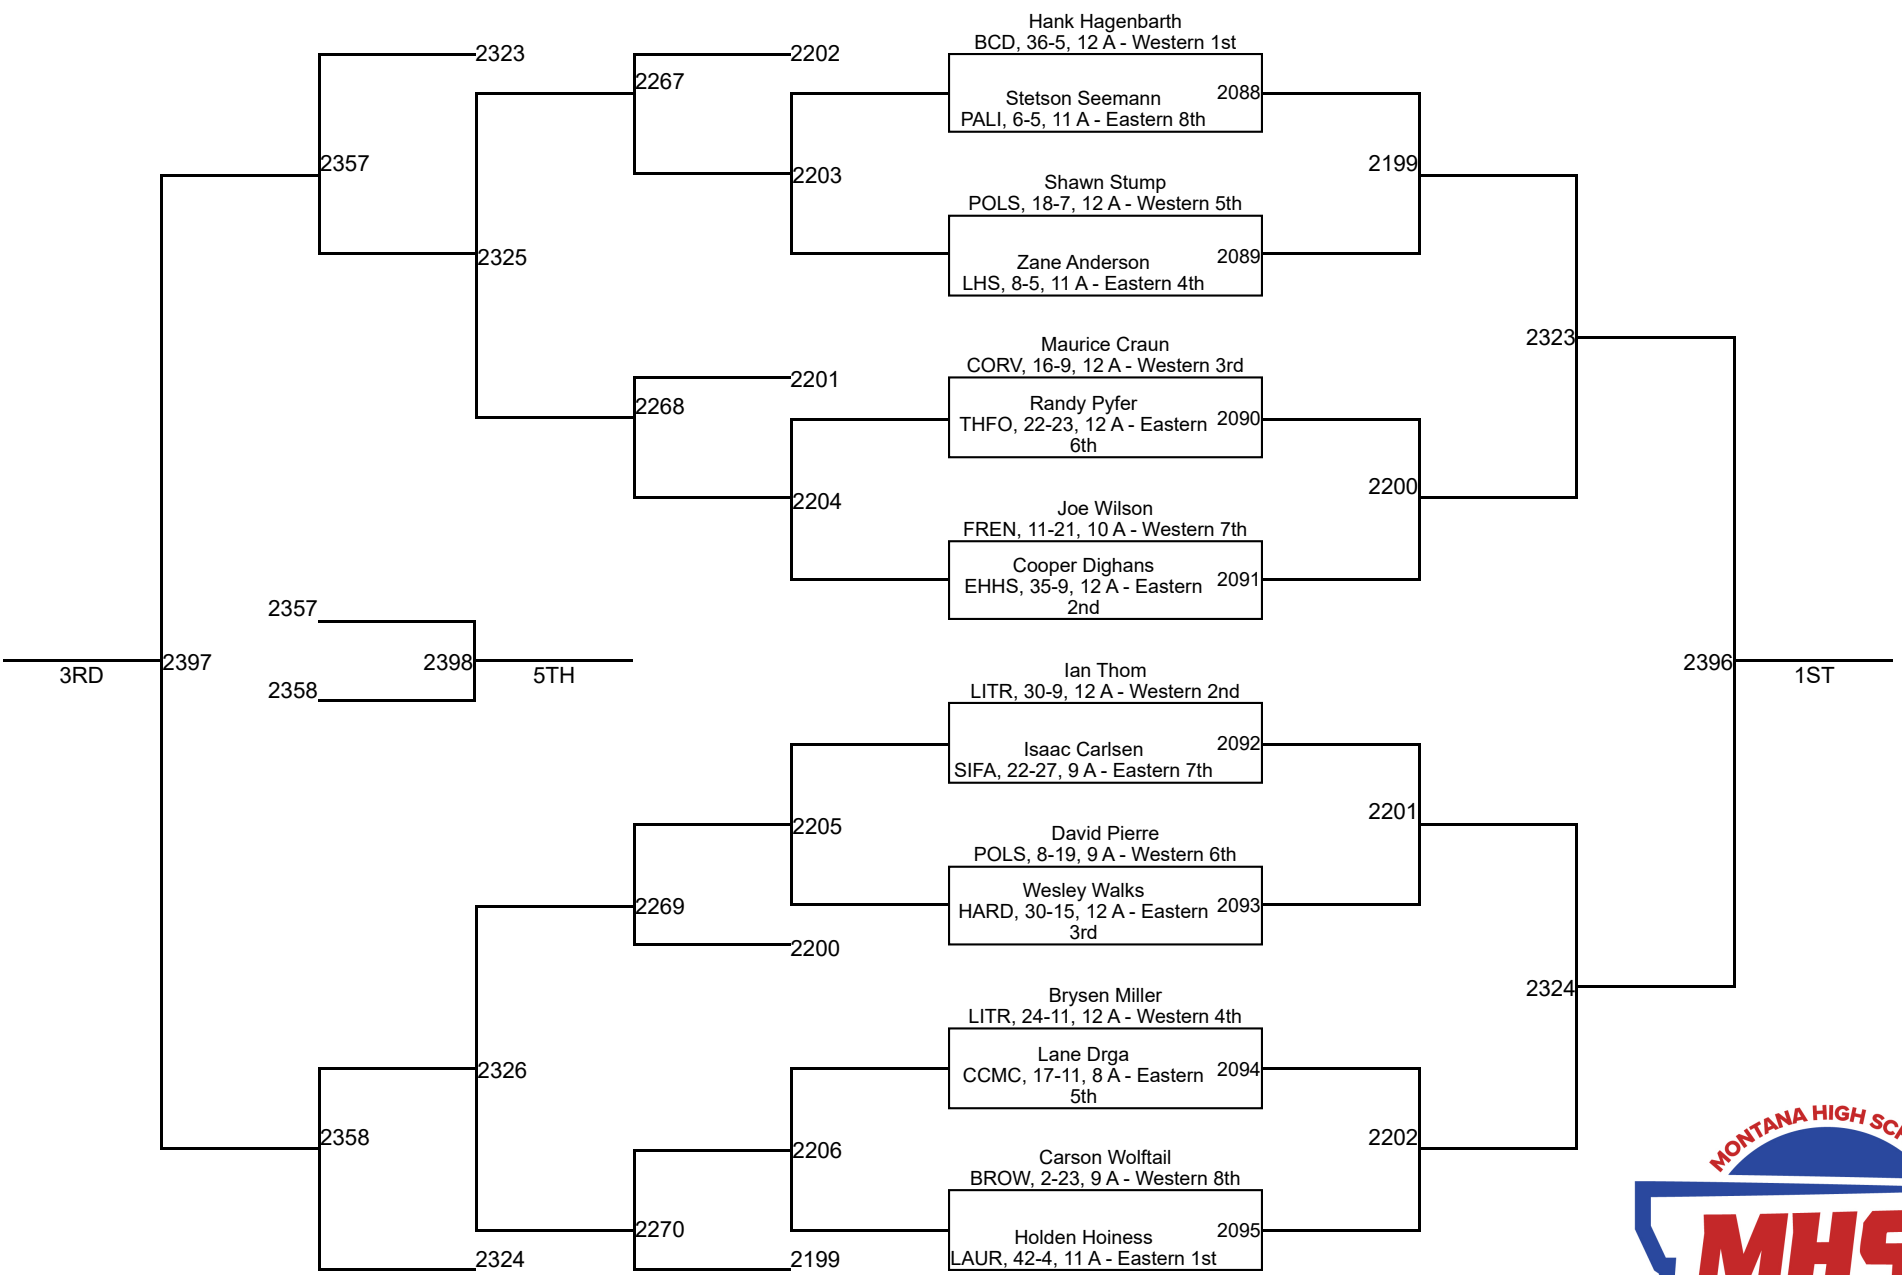 Hank Hagenbarth
BCD, 36-5, 12 A - Western 1st
2323
2202
2267
2088
Stetson Seemann
PALI, 6-5, 11 A - Eastern 8th
2357
2203
2199
Shawn Stump
POLS, 18-7, 12 A - Western 5th
2325
2089
Zane Anderson
LHS, 8-5, 11 A - Eastern 4th
2323
Maurice Craun
CORV, 16-9, 12 A - Western 3rd
2201
2268
Randy Pyfer
2090
THFO, 22-23, 12 A - Eastern
6th
2204
2200
Joe Wilson
FREN, 11-21, 10 A - Western 7th
Cooper Dighans
2091
EHHS, 35-9, 12 A - Eastern
2nd
2357
2397
2398
2396
3RD
5TH
1ST
2358
Ian Thom
LITR, 30-9, 12 A - Western 2nd
2092
Isaac Carlsen
SIFA, 22-27, 9 A - Eastern 7th
2205
2201
David Pierre
POLS, 8-19, 9 A - Western 6th
2269
Wesley Walks
2093
HARD, 30-15, 12 A - Eastern
3rd
2200
2324
Brysen Miller
LITR, 24-11, 12 A - Western 4th
Lane Drga
2326
2094
CCMC, 17-11, 8 A - Eastern
5th
2358
2206
2202
Carson Wolftail
BROW, 2-23, 9 A - Western 8th
2270
2095
Holden Hoiness
LAUR, 42-4, 11 A - Eastern 1st
2324
2199
MONTANA HIGH
MHS